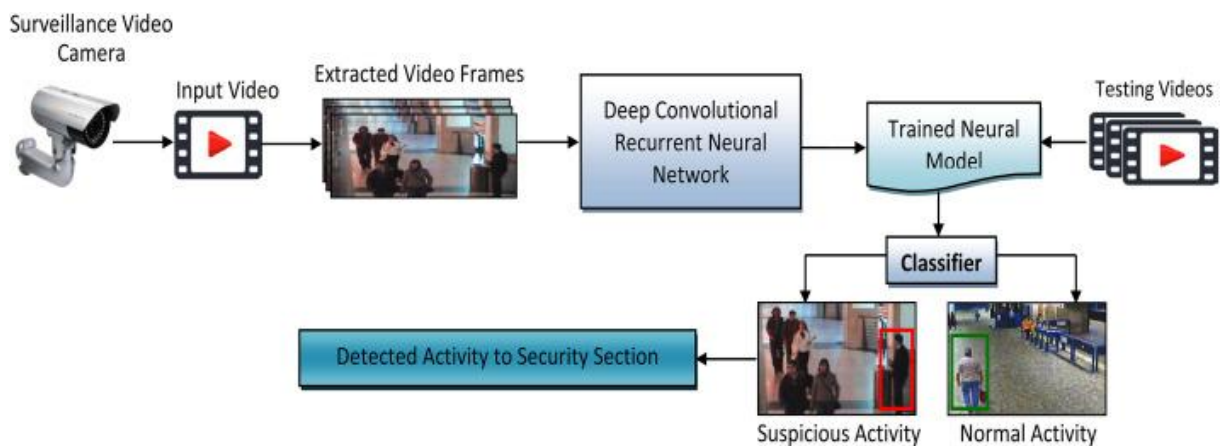 Surveillance Video
Camera
Input Video
Extracted Video Frames
Deep Convolutional
Recurrent Neural
Network
Trained Neural
Model
Testing Videos
Classifier
Detected Activity to Security Section
Suspicious Activity
Normal Activity